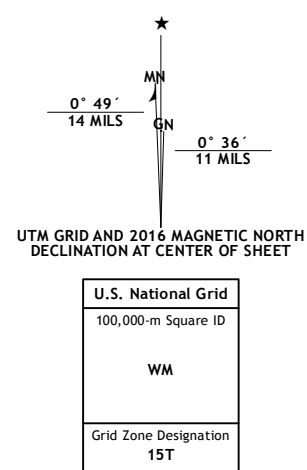 ★
MN
0° 49´
14 MILS
GN
0° 36´
11 MILS
UTM GRID AND 2016 MAGNETIC NORTH
DECLINATION AT CENTER OF SHEET
U.S. National Grid
100,000-m Square ID
WM
Grid Zone Designation
15T